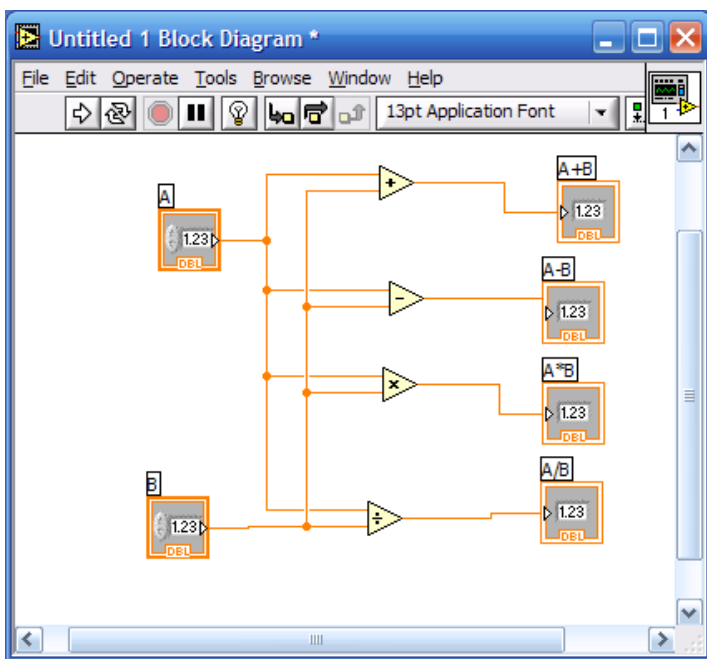 Untitled 1 Block Diagram *
File Edit Operate Tools Browse Window Help
13pt Application Font
1
A
1.23
DBL
+
A+B
1.23
DBL
-
A-B
1.23
DBL
×
A*B
1.23
DBL
B
1.23
DBL
÷
A/B
1.23
DBL